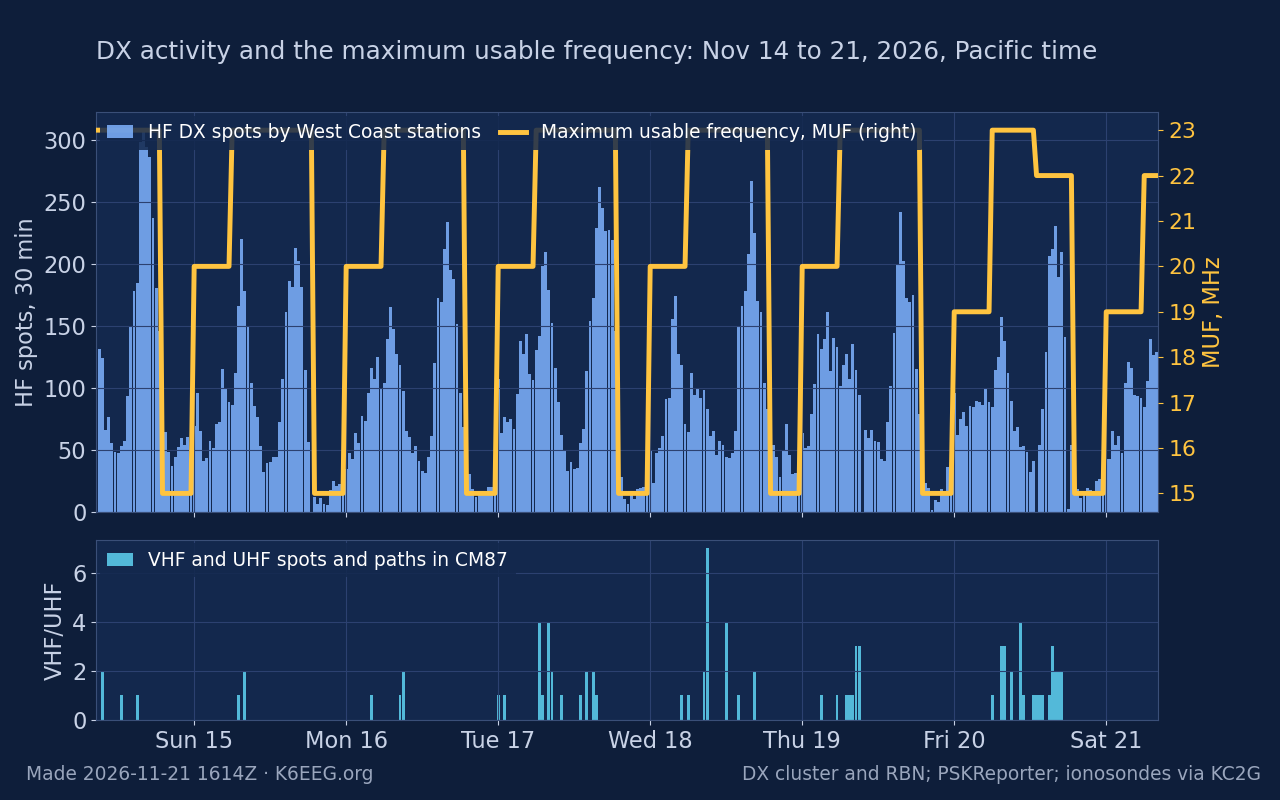 DX activity and the maximum usable frequency: Nov 14 to 21, 2026, Pacific time
HF DX spots by West Coast stations
Maximum usable frequency, MUF (right)
HF spots, 30 min
300
250
200
150
100
50
0
23
22
21
20
19
18
17
16
15
MUF, MHz
VHF and UHF spots and paths in CM87
VHF/UHF
6
4
2
0
Sun 15
Mon 16
Tue 17
Wed 18
Thu 19
Fri 20
Sat 21
Made 2026-11-21 1614Z · K6EEG.org
DX cluster and RBN; PSKReporter; ionosondes via KC2G